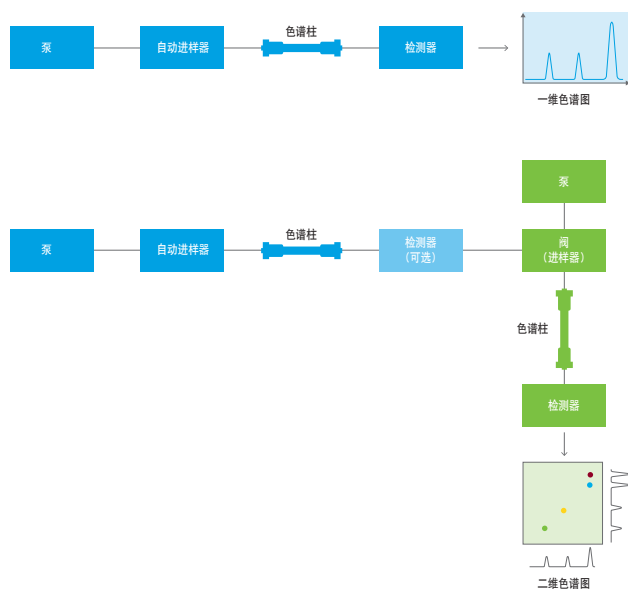 色谱柱
泵
自动进样器
检测器
一维色谱图
泵
色谱柱
泵
自动进样器
检测器
（可选）
阀
（进样器）
色谱柱
检测器
二维色谱图